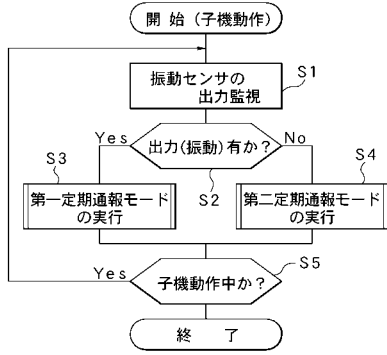 開 始 (子機動作)
振動センサの
出力監視
S1
出力(振動)有か?
Yes
No
S2
S3
第一定期通報モード
の実行
S4
第二定期通報モード
の実行
子機動作中か?
Yes
S5
終 了